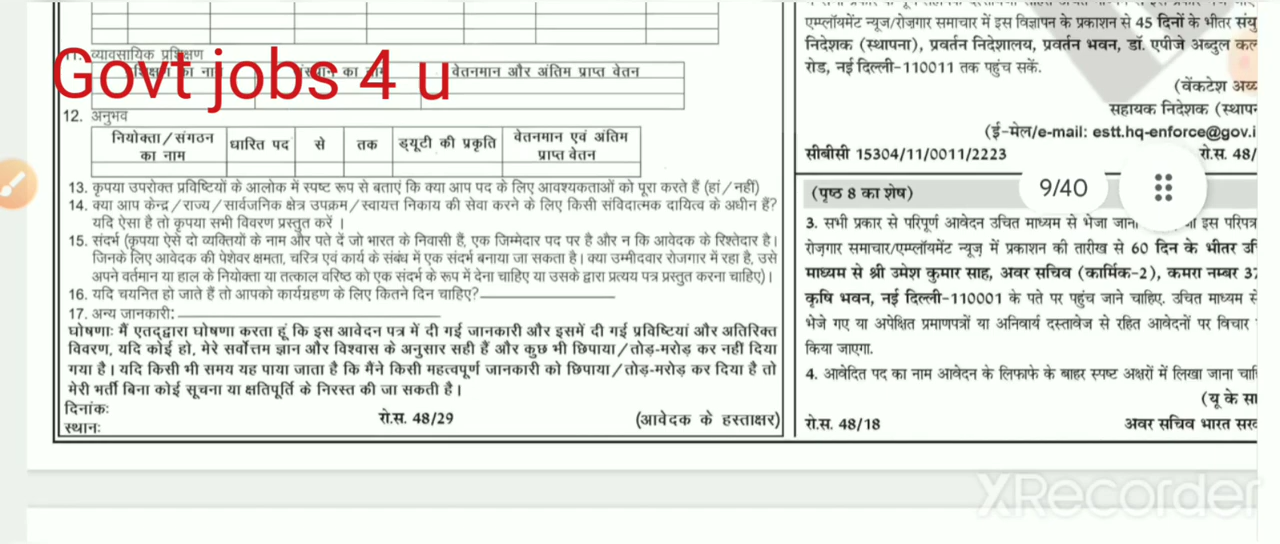 Govt jobs 4 u
11. व्यावसायिक प्रशिक्षण
वेतनमान और अंतिम प्राप्त वेतन
12. अनुभव
नियोक्ता/संगठन का नाम
धारित पद
से
तक
ड्यूटी की प्रकृति
वेतनमान एवं अंतिम प्राप्त वेतन
13. कृपया उपरोक्त प्रविष्टियों के आलोक में स्पष्ट रूप से बताएं कि क्या आप पद के लिए आवश्यकताओं को पूरा करते हैं (हां/नहीं)
14. क्या आप केन्द्र/राज्य/सार्वजनिक क्षेत्र उपक्रम/स्वायत्त निकाय की सेवा करने के लिए किसी संविदात्मक दायित्व के अधीन हैं?
यदि ऐसा है तो कृपया सभी विवरण प्रस्तुत करें ।
15. संदर्भ (कृपया ऐसे दो व्यक्तियों के नाम और पते दें जो भारत के निवासी हैं, एक जिम्मेदार पद पर है और न कि आवेदक के रिश्तेदार है।
जिनके लिए आवेदक की पेशेवर क्षमता, चरित्र एवं कार्य के संबंध में एक संदर्भ बनाया जा सकता है। क्या उम्मीदवार रोजगार में रहा है, उसे
अपने वर्तमान या हाल के नियोक्ता या तत्काल वरिष्ठ को एक संदर्भ के रूप में देना चाहिए या उसके द्वारा प्रत्यय पत्र प्रस्तुत करना चाहिए)।
16. यदि चयनित हो जाते हैं तो आपको कार्यग्रहण के लिए कितने दिन चाहिए?
17. अन्य जानकारी:
घोषणाः मैं एतद्द्वारा घोषणा करता हूं कि इस आवेदन पत्र में दी गई जानकारी और इसमें दी गई प्रविष्टियां और अतिरिक्त
विवरण, यदि कोई हो, मेरे सर्वोत्तम ज्ञान और विश्वास के अनुसार सही हैं और कुछ भी छिपाया/तोड़-मरोड़ कर नहीं दिया
गया है। यदि किसी भी समय यह पाया जाता है कि मैंने किसी महत्वपूर्ण जानकारी को छिपाया/तोड़-मरोड़ कर दिया है तो
मेरी भर्ती बिना कोई सूचना या क्षतिपूर्ति के निरस्त की जा सकती है।
दिनांकः
रो.स. 48/29
(आवेदक के हस्ताक्षर)
स्थानः
एम्प्लॉयमेंट न्यूज/रोजगार समाचार में इस विज्ञापन के प्रकाशन से 45 दिनों के भीतर
निदेशक (स्थापना), प्रवर्तन निदेशालय, प्रवर्तन भवन, डॉ. एपीजे अब्दुल
रोड, नई दिल्ली-110011 तक पहुंच सकें.
(वेंकटेश
सहायक निदेशक
(ई-मेल/e-mail: estt.hq-enforce@gov.i
सीबीसी 15304/11/0011/2223
रो.स. 48/
(पृष्ठ 8 का शेष)
9/40
3. सभी प्रकार से परिपूर्ण आवेदन उचित माध्यम से भेजा इस
रोज़गार समाचार/एम्प्लॉयमेंट न्यूज़ में प्रकाशन की तारीख से 60 दिन के भीतर
माध्यम से श्री उमेश कुमार साह, अवर सचिव (कार्मिक-2), कमरा नम्बर
कृषि भवन, नई दिल्ली-110001 के पते पर पहुंच जाने चाहिए. उचित माध्यम से
भेजे गए या अपेक्षित प्रमाणपत्रों या अनिवार्य दस्तावेज से रहित आवेदनों पर विचार
किया जाएगा.
4. आवेदित पद का नाम आवेदन के लिफाफे के बाहर स्पष्ट अक्षरों में लिखा जाना
(यू के
रो.स. 48/18
अवर सचिव भारत
XRecorder